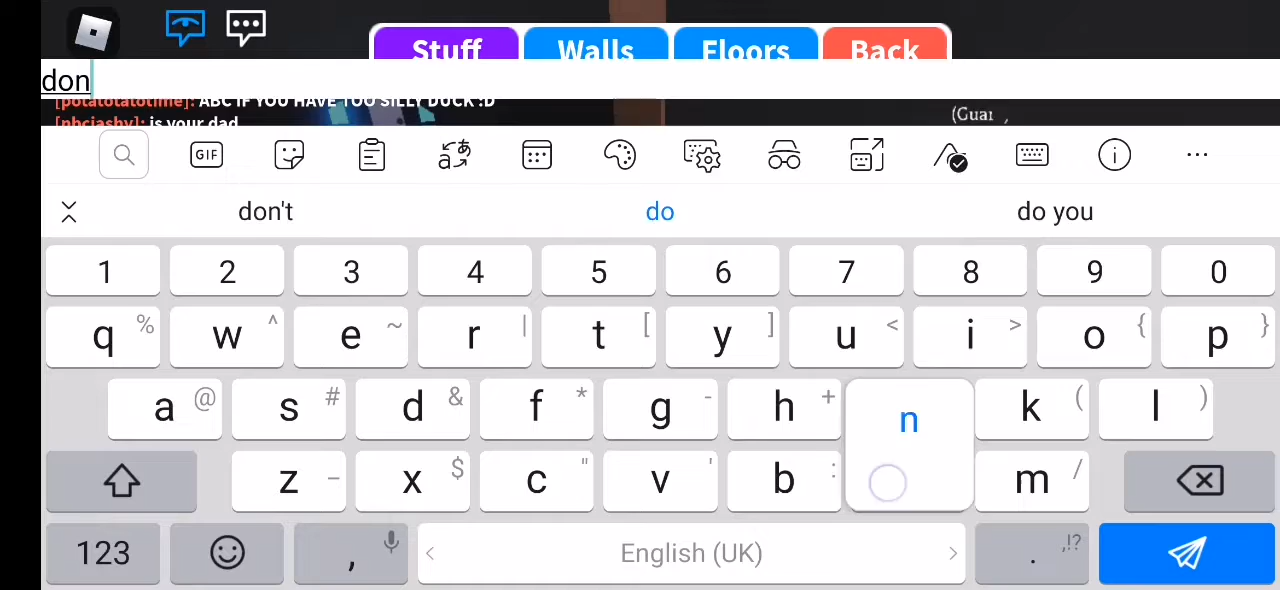 Stuff Walls Floors Back
don
[potatotatotime]: ABC IF YOU HAVE TOO SILLY DUCK :D
is your dad
GIF
don't do do you
1 2 3 4 5 6 7 8 9 0
q % w ^ e ~ r | t [ y ] u < i > o { p }
a @ s # d & f * g - h + k ( l )
n
z _ x $ c " v ' b : m /
123 , < English (UK) > . ,!?